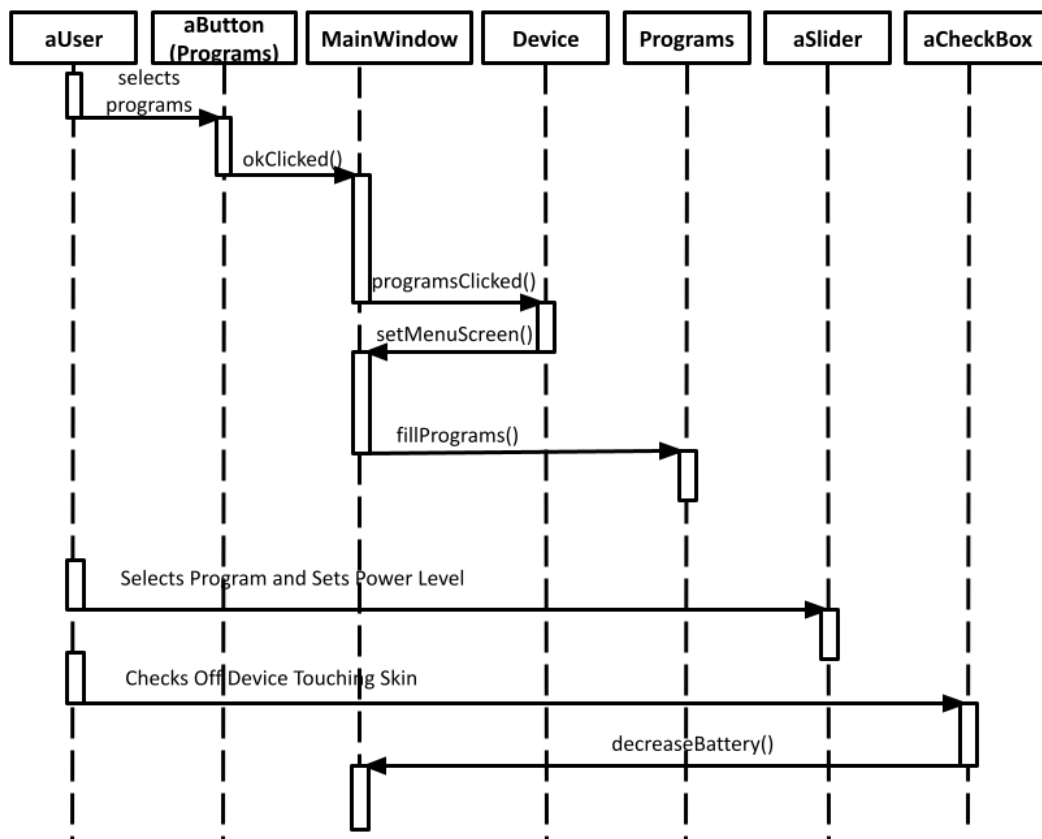 aUser
aButton
(Programs)
MainWindow
Device
Programs
aSlider
aCheckBox
selects
programs
okClicked()
programsClicked()
setMenuScreen()
fillPrograms()
Selects Program and Sets Power Level
Checks Off Device Touching Skin
decreaseBattery()